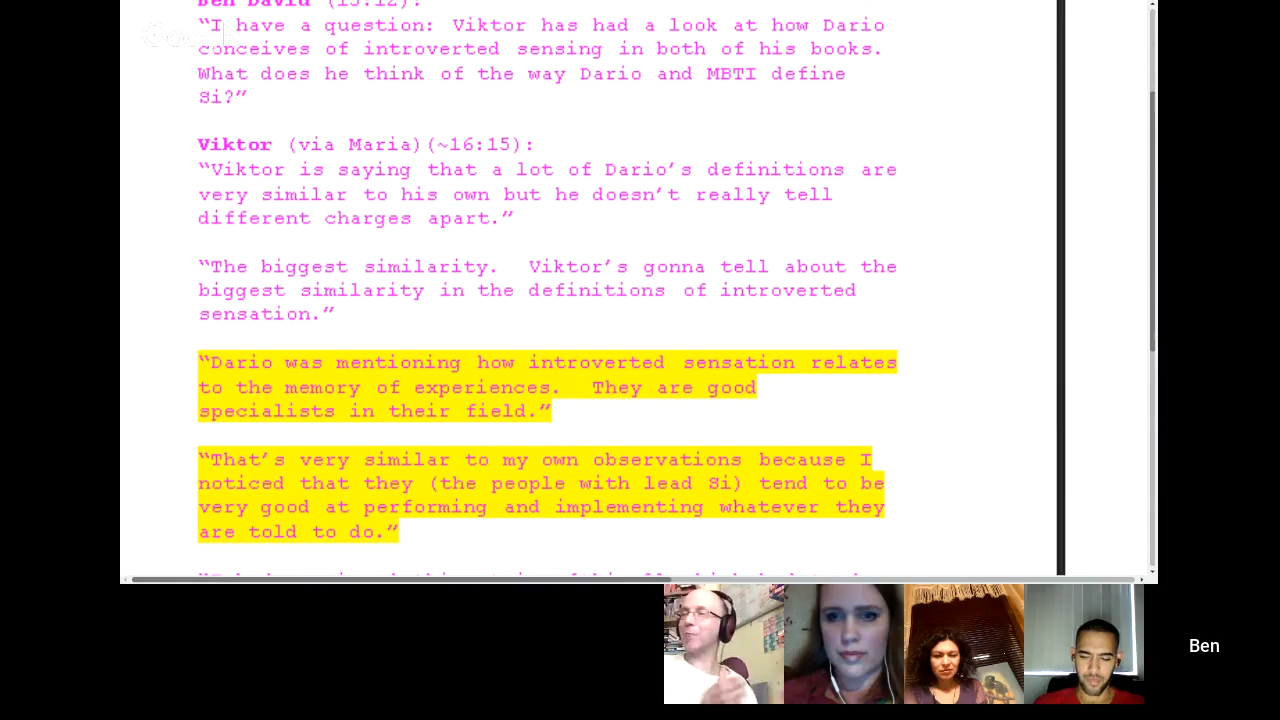 Ben David (15:12):
“I have a question: Viktor has had a look at how Dario
conceives of introverted sensing in both of his books.
What does he think of the way Dario and MBTI define
Si?”
Viktor (via Maria)(~16:15):
“Viktor is saying that a lot of Dario’s definitions are
very similar to his own but he doesn’t really tell
different charges apart.”
“The biggest similarity. Viktor’s gonna tell about the
biggest similarity in the definitions of introverted
sensation.”
“Dario was mentioning how introverted sensation relates
to the memory of experiences. They are good
specialists in their field.”
“That’s very similar to my own observations because I
noticed that they (the people with lead Si) tend to be
very good at performing and implementing whatever they
are told to do.”
Ben